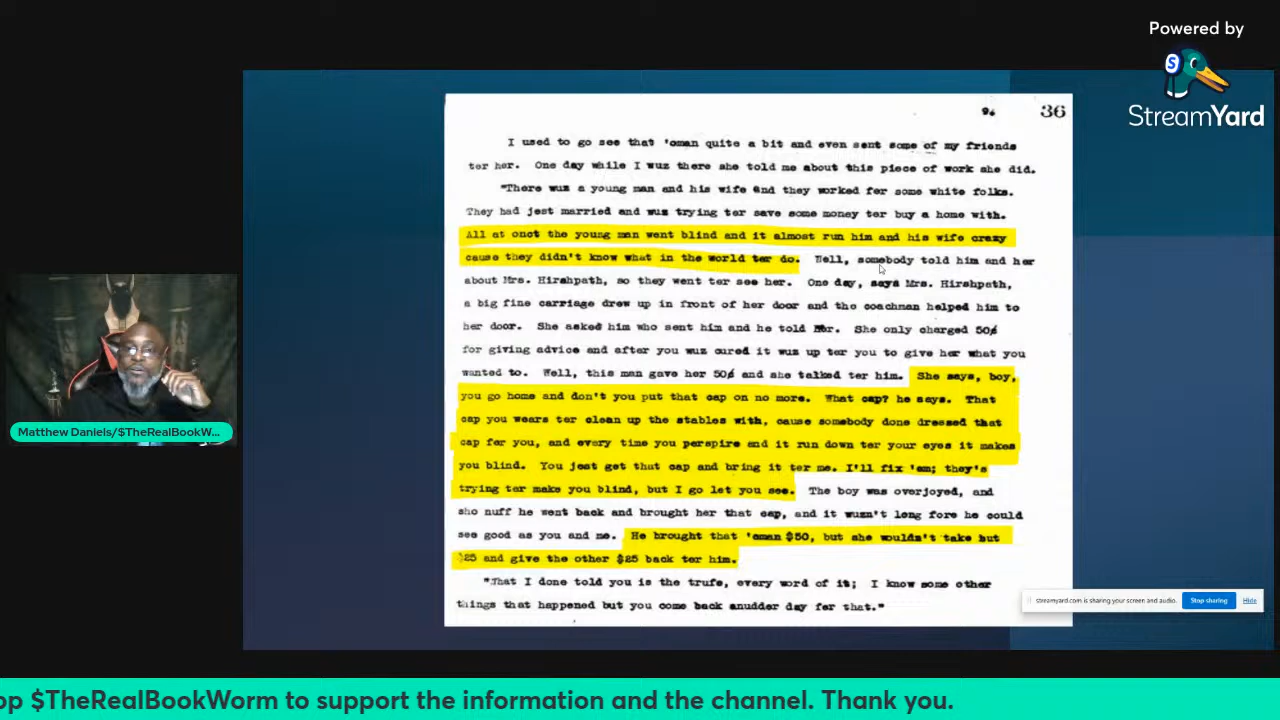 Powered by
StreamYard
96 36
I used to go see that 'oman quite a bit and even sent some of my friends
ter her. One day while I wuz there she told me about this piece of work she did.
"There wuz a young man and his wife and they worked fer some white folks.
They had jest married and wuz trying ter save some money ter buy a home with.
All at onct the young man went blind and it almost run him and his wife crazy
cause they didn't know what in the world ter do. Well, somebody told him and her
about Mrs. Hirshpath, so they went ter see her. One day, says Mrs. Hirshpath,
a big fine carriage drew up in front of her door and tho coachman helped him to
her door. She asked him who sent him and he told her. She only charged 50¢
for giving advice and after you wuz cured it wuz up ter you to give her what you
wanted to. Well, this man gave her 50¢ and she talked ter him. She says, boy,
you go home and don't you put that cap on no more. What cap? he says. That
cap you wears ter clean up the stables with, cause somebody done dressed that
cap fer you, and every time you perspire and it run down ter your eyes it makes
you blind. You jest get that cap and bring it ter me. I'll fix 'em; they's
trying ter make you blind, but I go let you see. The boy was overjoyed, and
sho nuff he went back and brought her that cap, and it wuzn't long fore he could
see good as you and me. He brought that 'oman $50, but she wouldn't take but
$25 and give the other $25 back ter him.
"What I done told you is the trufe, every word of it; I know some other
things that happened but you come back anudder day fer that."
Matthew Daniels/$TheRealBookW...
streamyard.com is sharing your screen and audio. Stop sharing Hide
op $TheRealBookWorm to support the information and the channel. Thank you.